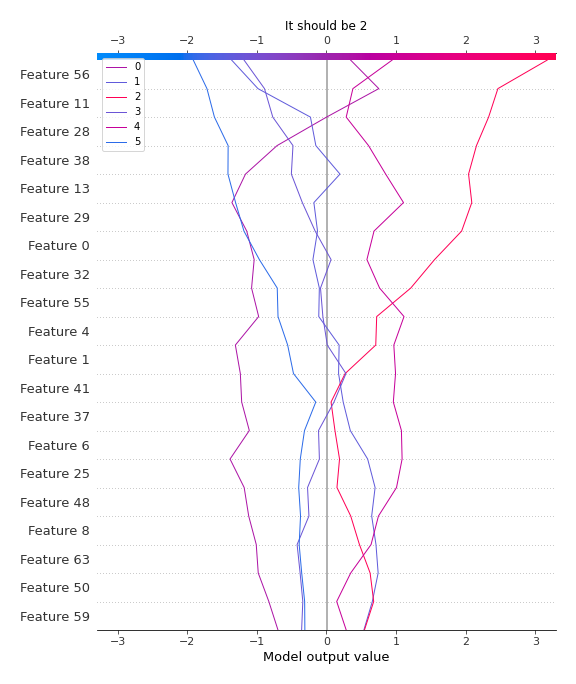 It should be 2
−3 −2 −1 0 1 2 3
0
1
2
3
4
5
Feature 56
Feature 11
Feature 28
Feature 38
Feature 13
Feature 29
Feature 0
Feature 32
Feature 55
Feature 4
Feature 1
Feature 41
Feature 37
Feature 6
Feature 25
Feature 48
Feature 8
Feature 63
Feature 50
Feature 59
−3 −2 −1 0 1 2 3
Model output value